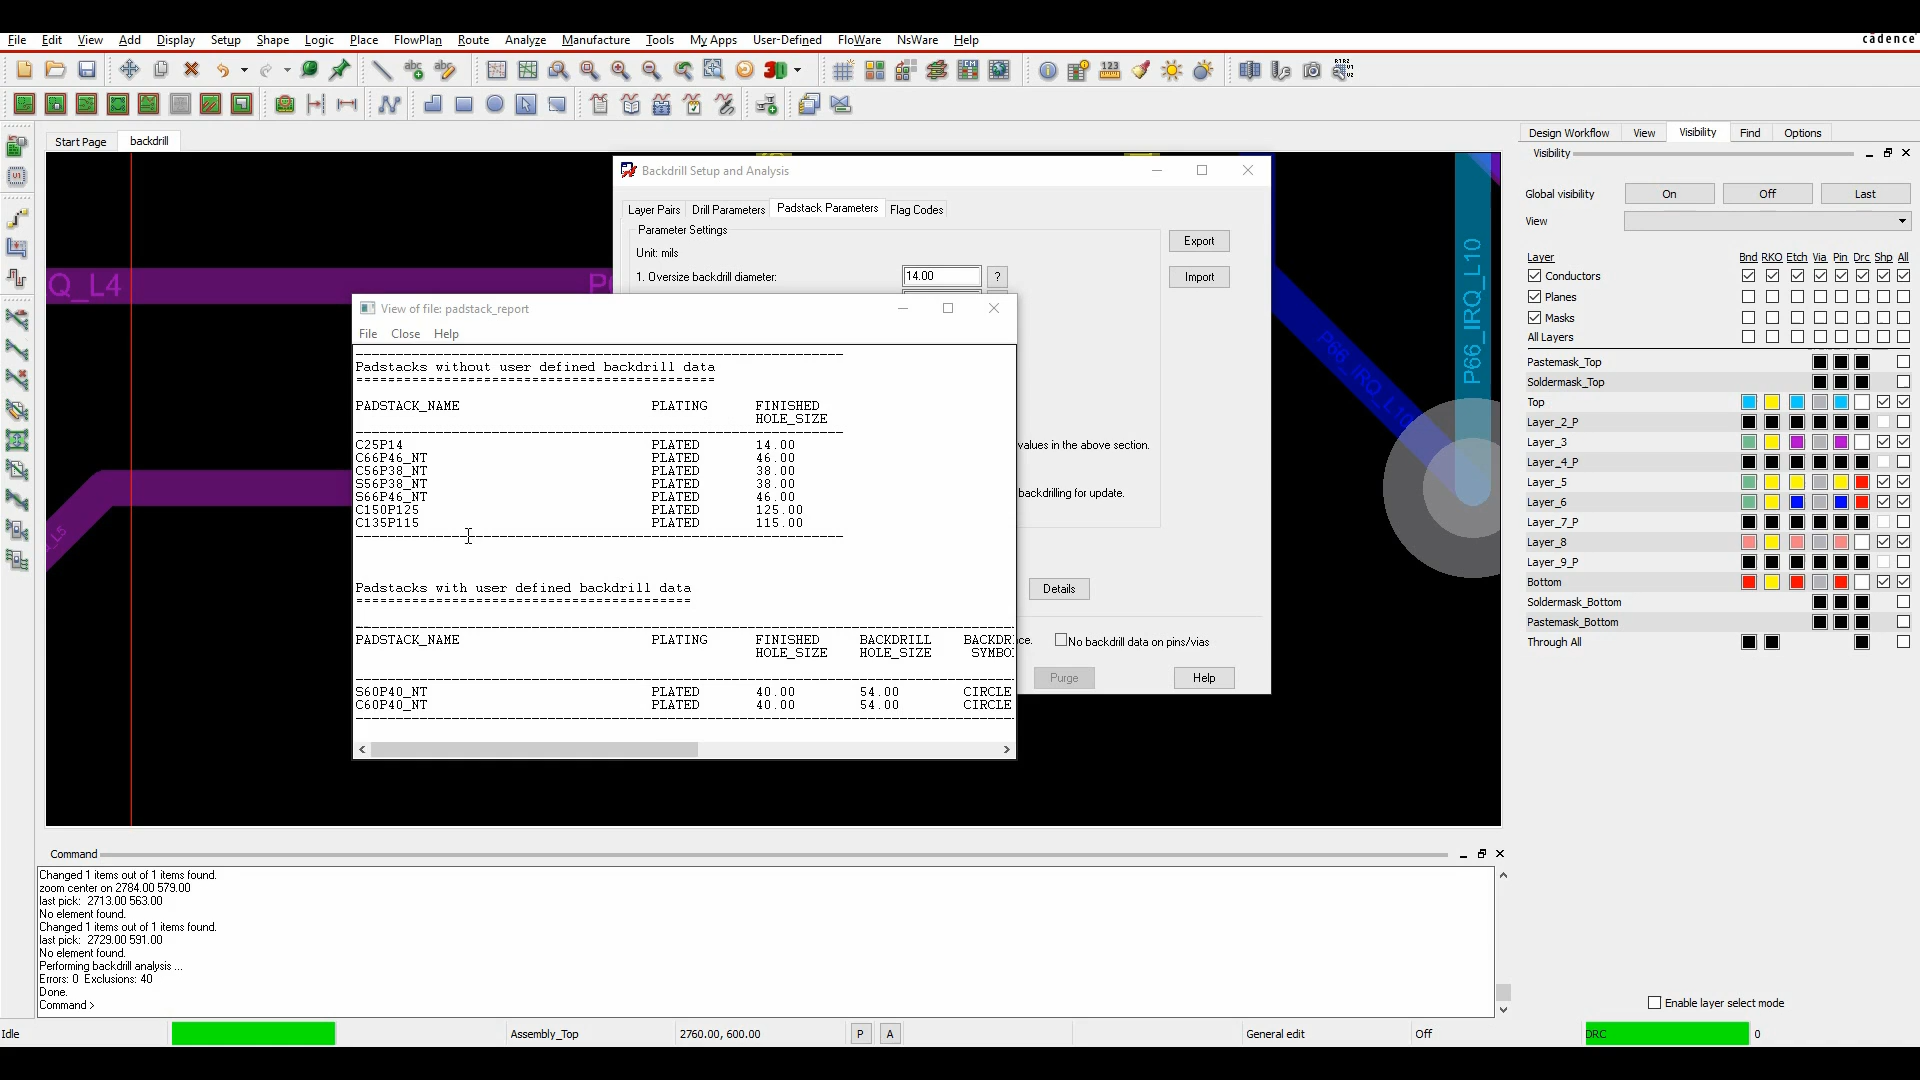 File Edit View Add Display Setup Shape Logic Place FlowPlan Route Analyze Manufacture Tools My Apps User-Defined FloWare NsWare Help
cādence
Start Page backdrill
Q_L4
P66_IRQ_L10
P66_IRQ_L10
Backdrill Setup and Analysis
Layer Pairs Drill Parameters Padstack Parameters Flag Codes
Parameter Settings
Unit: mils
1. Oversize backdrill diameter: 14.00 ?
Export
Import
values in the above section.
backdrilling for update.
Details
No backdrill data on pins/vias
Purge Help
View of file: padstack_report
File Close Help
Padstacks without user defined backdrill data
PADSTACK_NAME PLATING FINISHED
HOLE_SIZE
C25P14 PLATED 14.00
C66P46_NT PLATED 46.00
C56P38_NT PLATED 38.00
S56P38_NT PLATED 38.00
S66P46_NT PLATED 46.00
C150P125 PLATED 125.00
C135P115 PLATED 115.00
Padstacks with user defined backdrill data
PADSTACK_NAME PLATING FINISHED BACKDRILL BACKDR
HOLE_SIZE HOLE_SIZE SYMBO
S60P40_NT PLATED 40.00 54.00 CIRCLE
C60P40_NT PLATED 40.00 54.00 CIRCLE
Design Workflow View Visibility Find Options
Visibility
Global visibility On Off Last
View
Layer Bnd RKO Etch Via Pin Drc Shp All
Conductors
Planes
Masks
All Layers
Pastemask_Top
Soldermask_Top
Top
Layer_2_P
Layer_3
Layer_4_P
Layer_5
Layer_6
Layer_7_P
Layer_8
Layer_9_P
Bottom
Soldermask_Bottom
Pastemask_Bottom
Through All
Enable layer select mode
Command
Changed 1 items out of 1 items found.
zoom center on 2784.00 579.00
last pick: 2713.00 563.00
No element found.
Changed 1 items out of 1 items found.
last pick: 2729.00 591.00
No element found.
Performing backdrill analysis ...
Errors: 0 Exclusions: 40
Done.
Command >
Idle Assembly_Top 2760.00, 600.00 P A General edit Off DRC 0